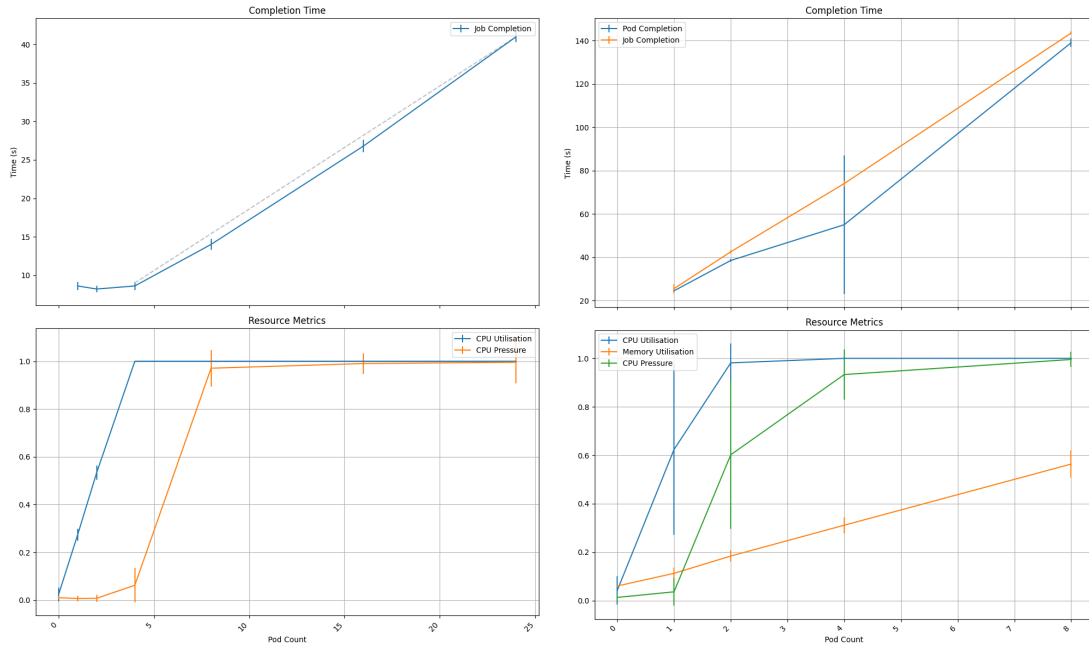 Completion Time
Job Completion
40
35
30
25
20
15
10
Time (s)
Resource Metrics
CPU Utilisation
CPU Pressure
1.0
0.8
0.6
0.4
0.2
0.0
0
5
10
15
20
25
Pod Count
Completion Time
Pod Completion
Job Completion
140
120
100
80
60
40
20
Time (s)
Resource Metrics
CPU Utilisation
Memory Utilisation
CPU Pressure
1.0
0.8
0.6
0.4
0.2
0.0
0
1
2
3
4
5
6
7
8
Pod Count